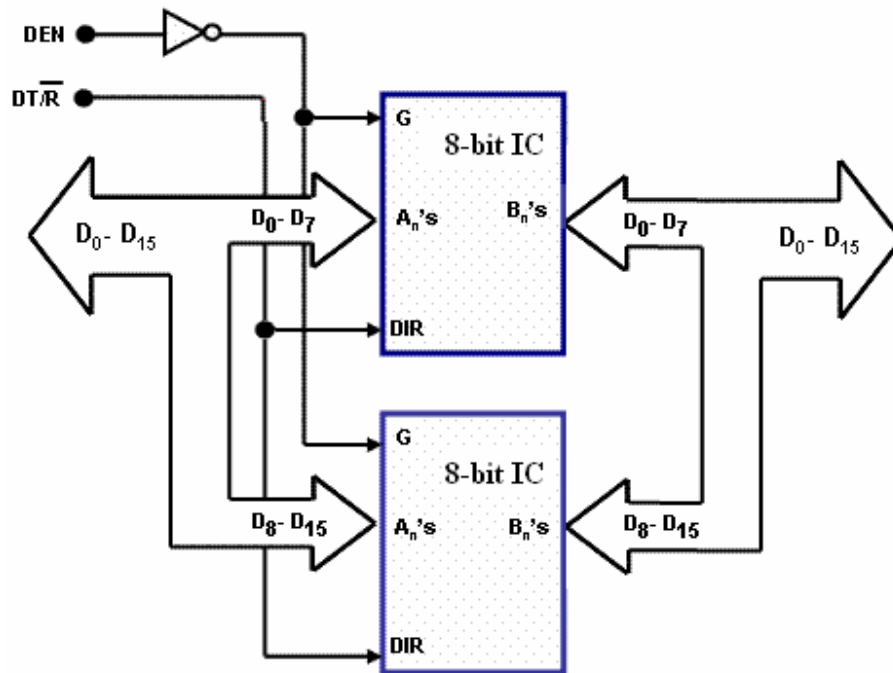 DEN
DT/R̅
G
8-bit IC
D₀- D₁₅
D₀- D₇
Aₙ's
Bₙ's
D₀- D₇
D₀- D₁₅
DIR
G
8-bit IC
D₈- D₁₅
Aₙ's
Bₙ's
D₈- D₁₅
DIR